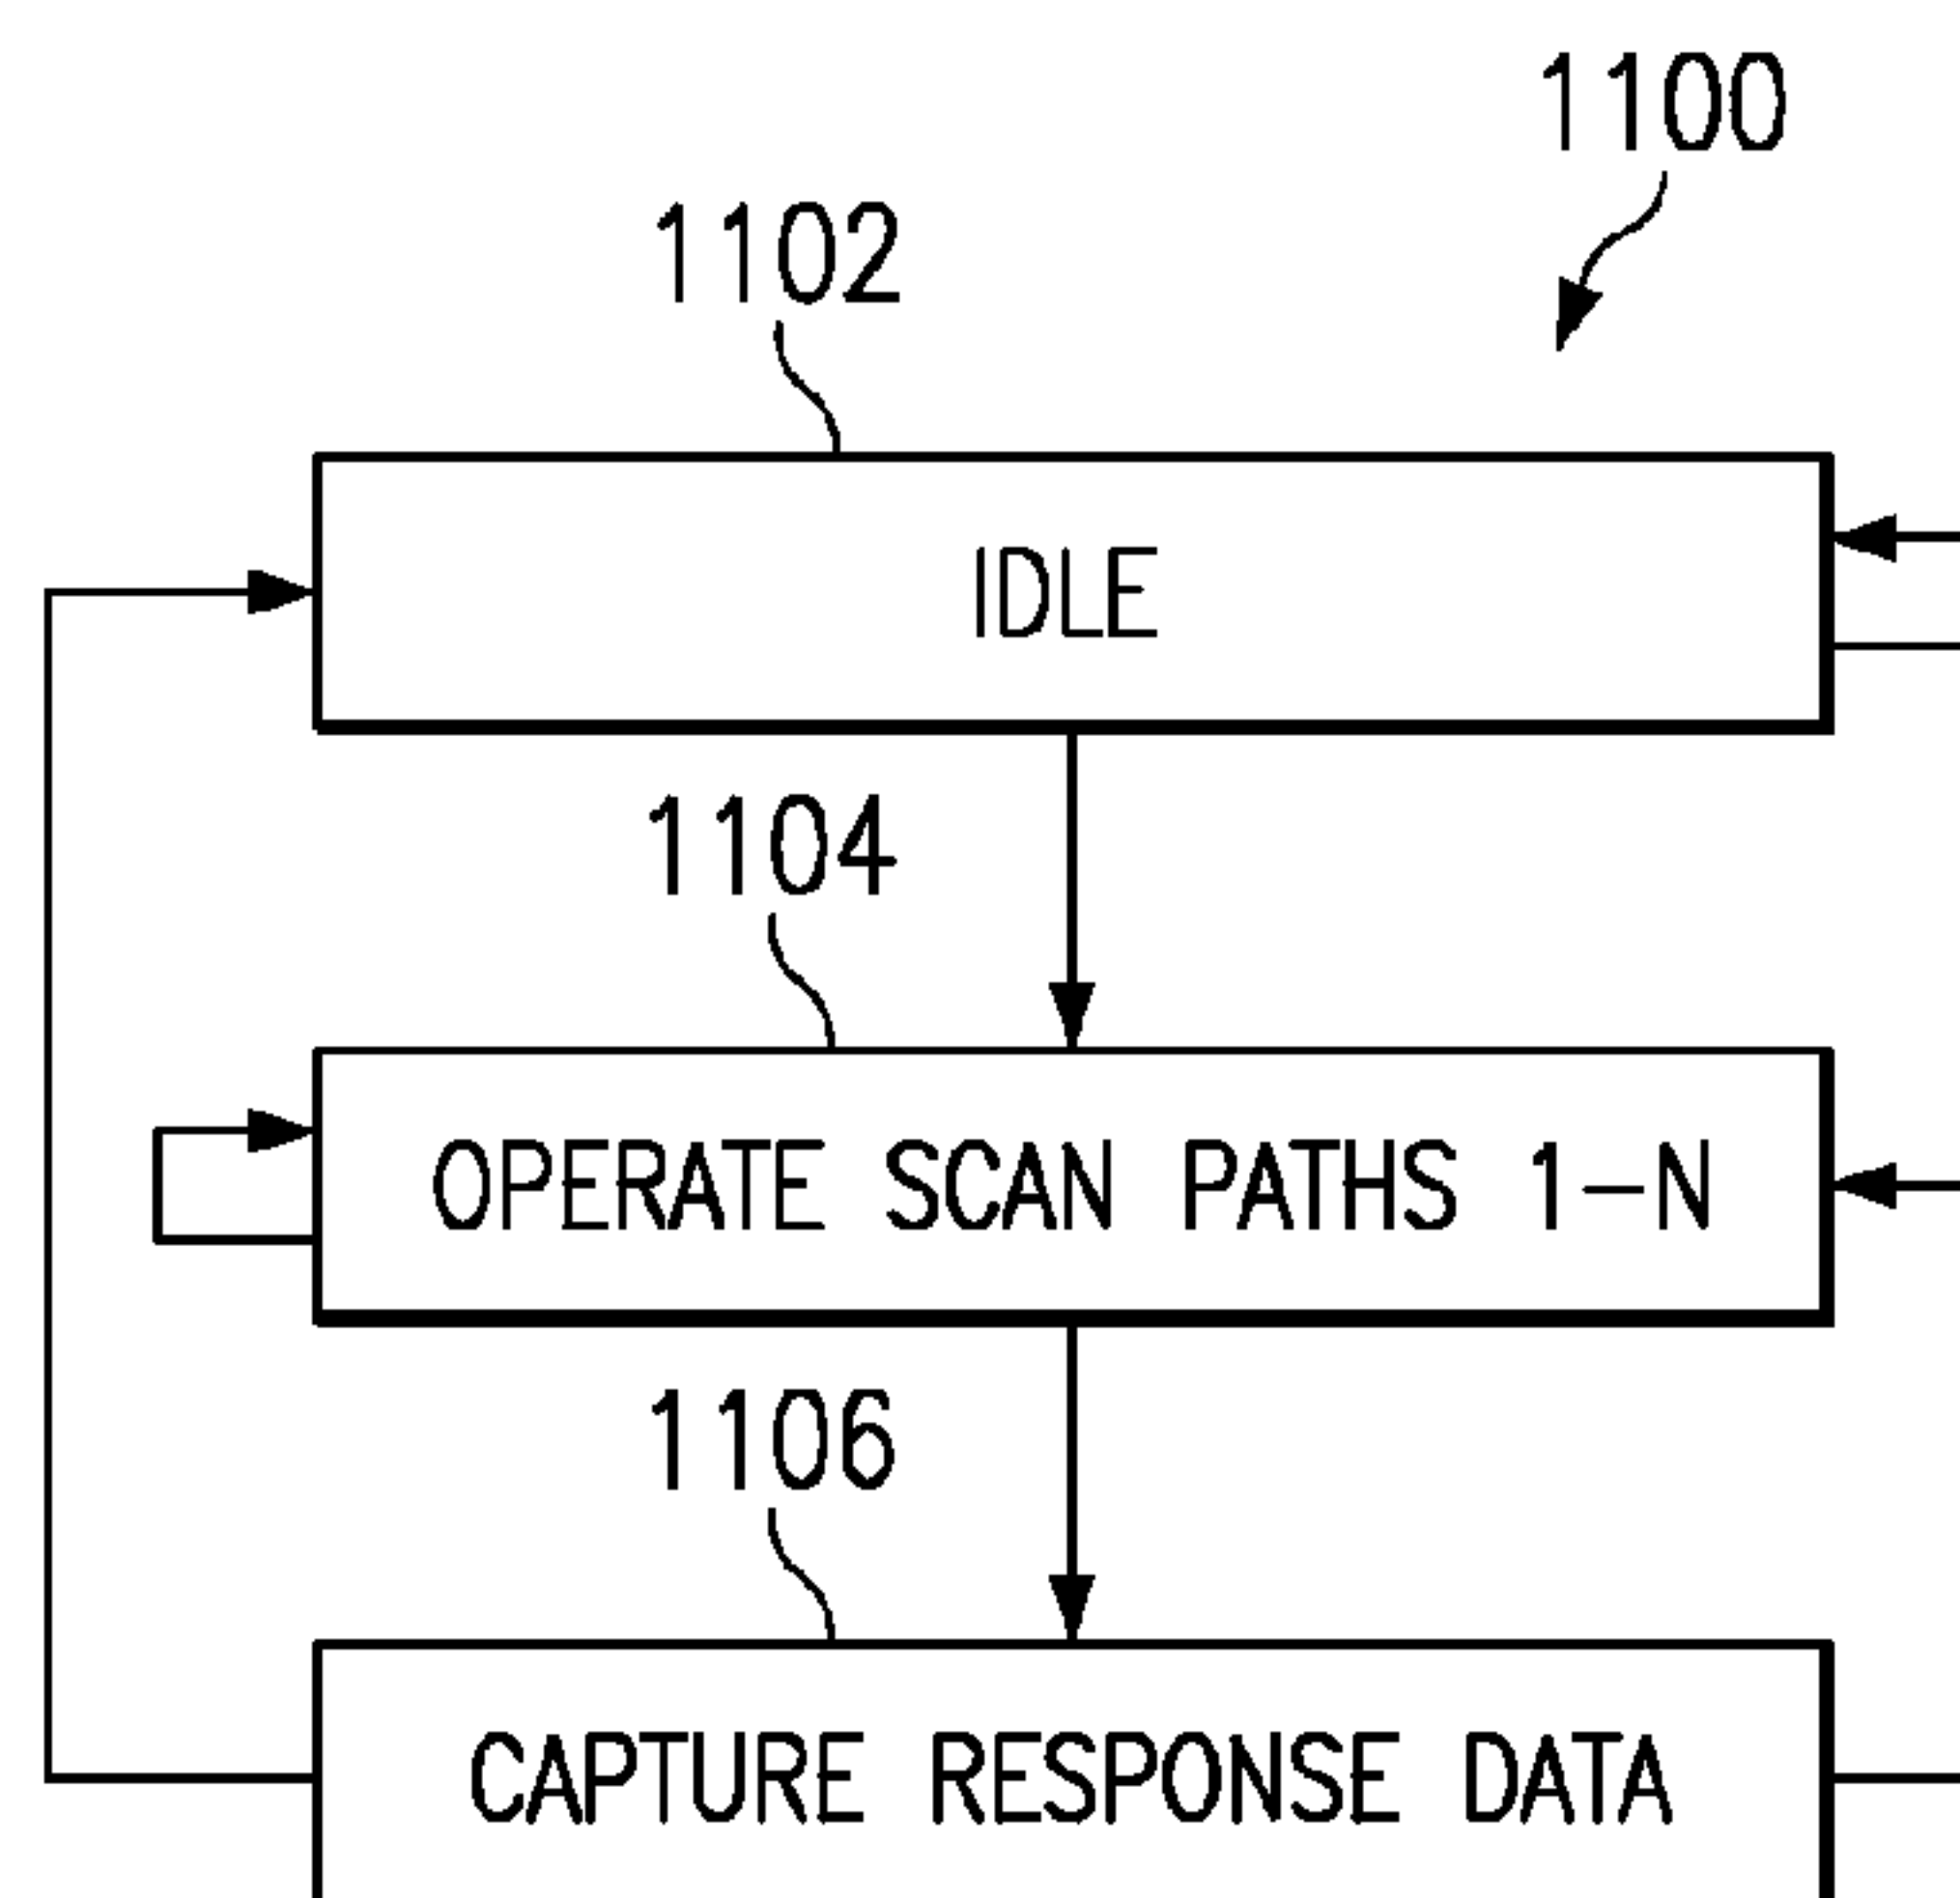 1100
1102
IDLE
1104
OPERATE SCAN PATHS 1–N
1106
CAPTURE RESPONSE DATA